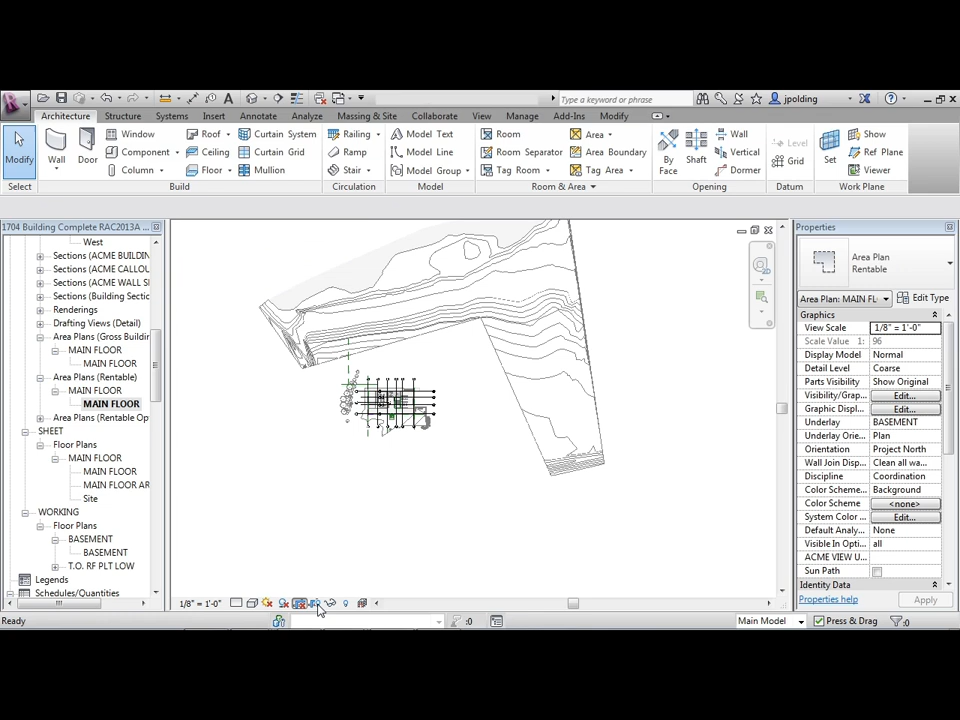 Type a keyword or phrase
jpolding
Architecture Structure Systems Insert Annotate Analyze Massing & Site Collaborate View Manage Add-Ins Modify
Modify
Wall
Door
Window
Component
Column
Roof
Ceiling
Floor
Curtain System
Curtain Grid
Mullion
Railing
Ramp
Stair
Model Text
Model Line
Model Group
Room
Room Separator
Tag Room
Area
Area Boundary
Tag Area
By
Face
Shaft
Wall
Vertical
Dormer
Level
Grid
Set
Show
Ref Plane
Viewer
Select Build Circulation Model Room & Area Opening Datum Work Plane
1704 Building Complete RAC2013A ...
West
Sections (ACME BUILDIN
Sections (ACME CALLOU
Sections (ACME WALL S
Sections (Building Sectic
Renderings
Drafting Views (Detail)
Area Plans (Gross Buildin
MAIN FLOOR
MAIN FLOOR
Area Plans (Rentable)
MAIN FLOOR
MAIN FLOOR
Area Plans (Rentable Op
SHEET
Floor Plans
MAIN FLOOR
MAIN FLOOR
MAIN FLOOR AR
Site
WORKING
Floor Plans
BASEMENT
BASEMENT
T.O. RF PLT LOW
Legends
Schedules/Quantities
Properties
Area Plan
Rentable
Area Plan: MAIN FL
Edit Type
Graphics
View Scale 1/8" = 1'-0"
Scale Value 1: 96
Display Model Normal
Detail Level Coarse
Parts Visibility Show Original
Visibility/Grap... Edit...
Graphic Displ... Edit...
Underlay BASEMENT
Underlay Orie... Plan
Orientation Project North
Wall Join Disp... Clean all wa...
Discipline Coordination
Color Scheme... Background
Color Scheme <none>
System Color ... Edit...
Default Analy... None
Visible In Opti... all
ACME VIEW U...
Sun Path
Identity Data
Properties help
Apply
1/8" = 1'-0"
Ready
:0
Main Model
Press & Drag
:0